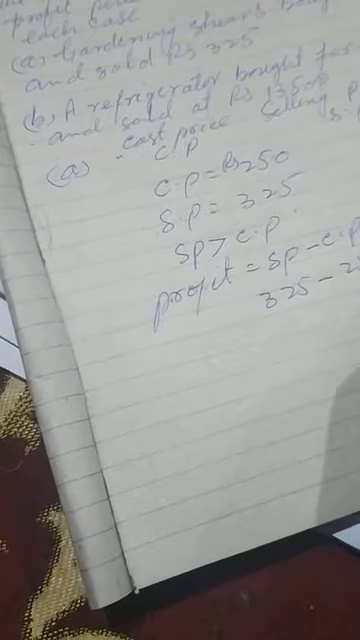 profit
each case
(a) Gardening shears
and sold Rs 325
(b) A refrigerator bought for
and sold at Rs 13500
cost price Selling P
(a) C.P S.
C.P = Rs 250
S.P = 325
SP > C.P.
profit = SP - C.P
325 - 2